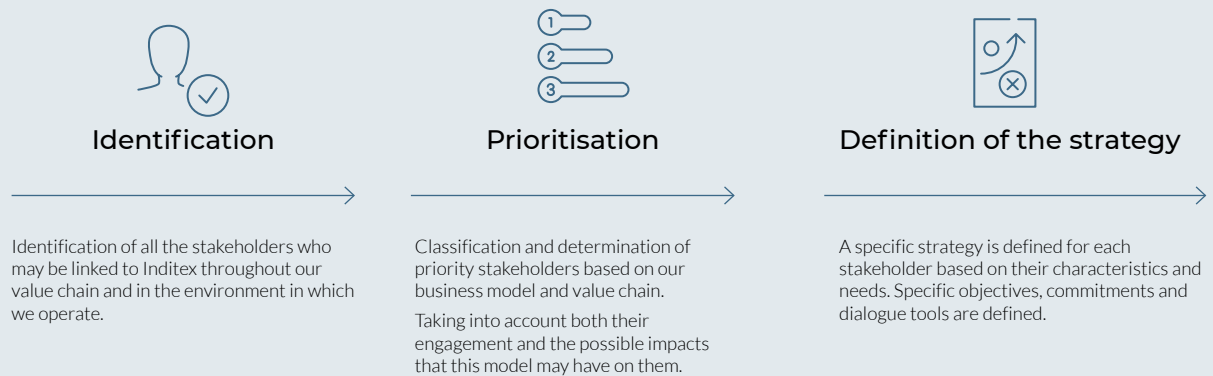 1
2
3
Identification
Prioritisation
Definition of the strategy
Identification of all the stakeholders who
may be linked to Inditex throughout our
value chain and in the environment in which
we operate.
Classification and determination of
priority stakeholders based on our
business model and value chain.
Taking into account both their
engagement and the possible impacts
that this model may have on them.
A specific strategy is defined for each
stakeholder based on their characteristics and
needs. Specific objectives, commitments and
dialogue tools are defined.